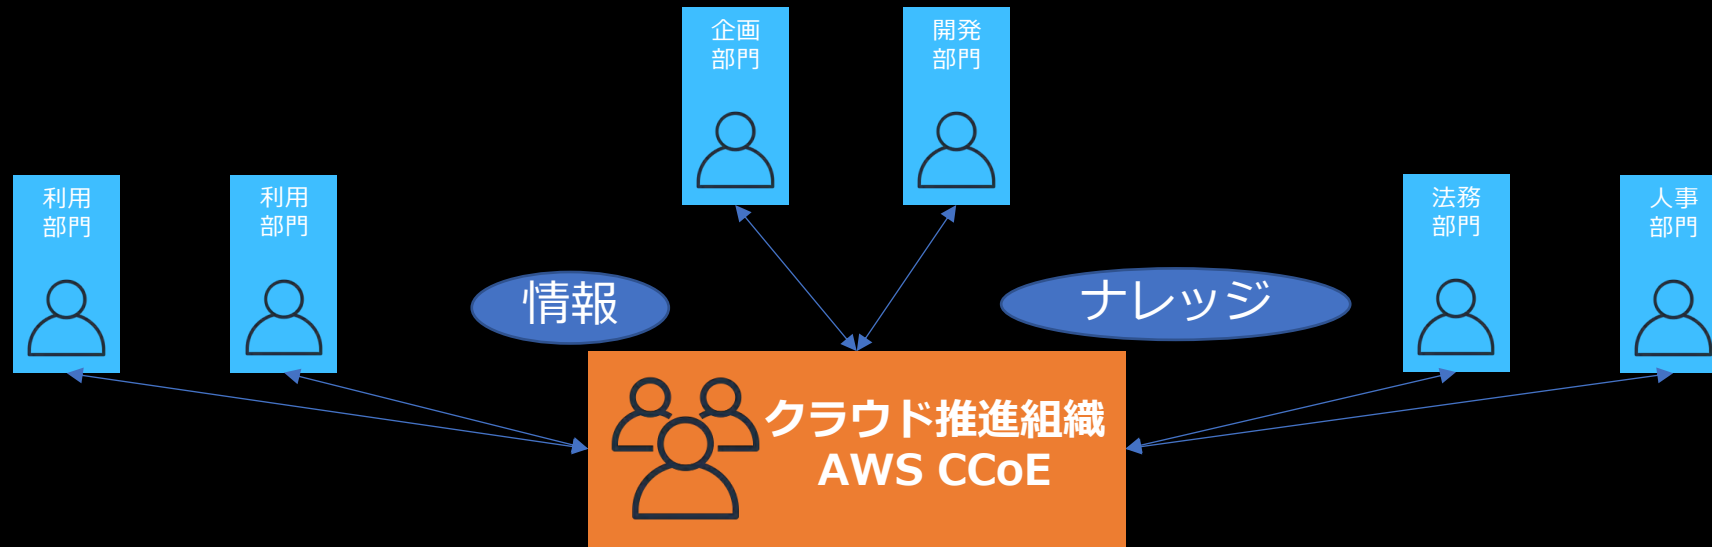 企画
部門
開発
部門
利用
部門
利用
部門
法務
部門
人事
部門
情報
ナレッジ
クラウド推進組織
AWS CCoE